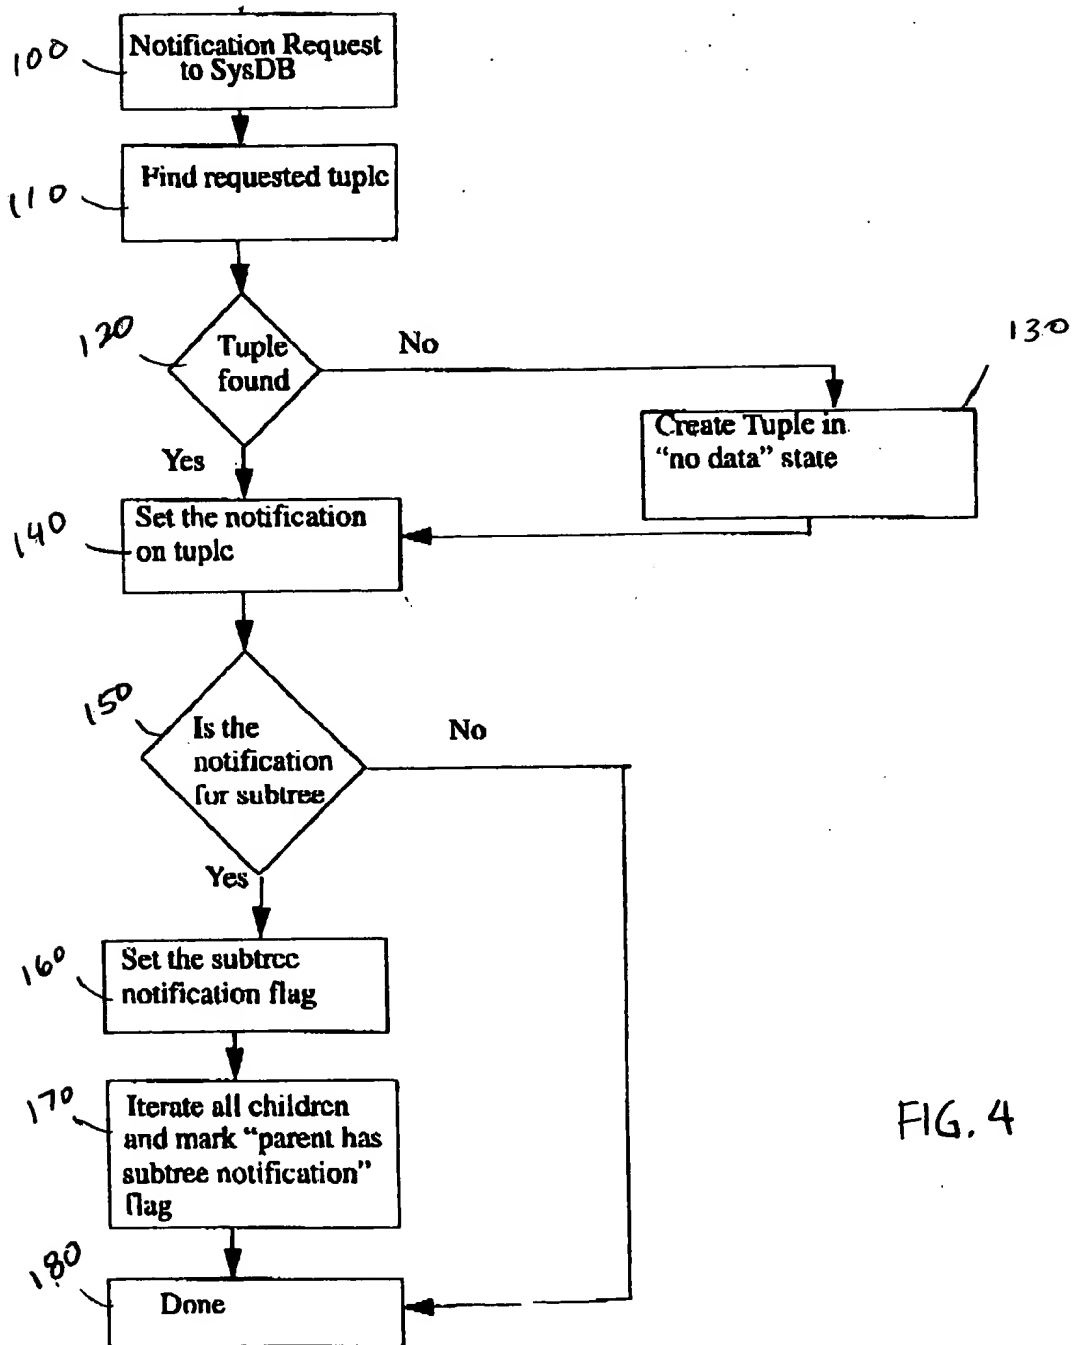 100
Notification Request
to SysDB
110
Find requested tuple
120
Tuple
found
No
130
Create Tuple in
“no data” state
Yes
140
Set the notification
on tuple
150
Is the
notification
for subtree
No
Yes
160
Set the subtree
notification flag
170
Iterate all children
and mark “parent has
subtree notification”
flag
FIG. 4
180
Done